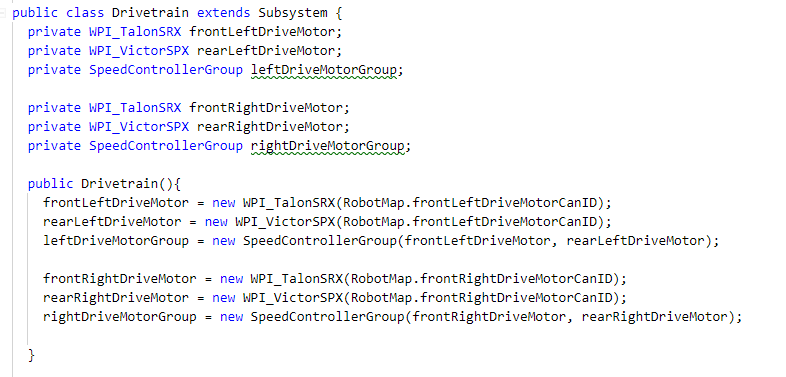 public class Drivetrain extends Subsystem {
private WPI_TalonSRX frontLeftDriveMotor;
private WPI_VictorSPX rearLeftDriveMotor;
private SpeedControllerGroup leftDriveMotorGroup;
private WPI_TalonSRX frontRightDriveMotor;
private WPI_VictorSPX rearRightDriveMotor;
private SpeedControllerGroup rightDriveMotorGroup;
public Drivetrain(){
frontLeftDriveMotor = new WPI_TalonSRX(RobotMap.frontLeftDriveMotorCanID);
rearLeftDriveMotor = new WPI_VictorSPX(RobotMap.frontLeftDriveMotorCanID);
leftDriveMotorGroup = new SpeedControllerGroup(frontLeftDriveMotor, rearLeftDriveMotor);
frontRightDriveMotor = new WPI_TalonSRX(RobotMap.frontRightDriveMotorCanID);
rearRightDriveMotor = new WPI_VictorSPX(RobotMap.frontRightDriveMotorCanID);
rightDriveMotorGroup = new SpeedControllerGroup(frontRightDriveMotor, rearRightDriveMotor);
}